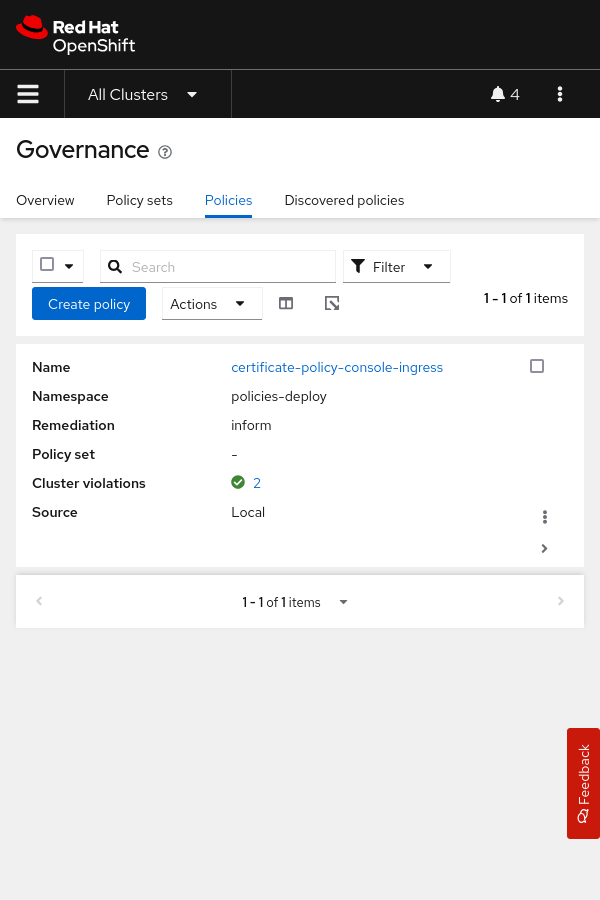 Red Hat
OpenShift
All Clusters
4
Governance
Overview Policy sets Policies Discovered policies
Search
Filter
Create policy Actions
1 - 1 of 1 items
Name certificate-policy-console-ingress
Namespace policies-deploy
Remediation inform
Policy set -
Cluster violations 2
Source Local
1 - 1 of 1 items
Feedback